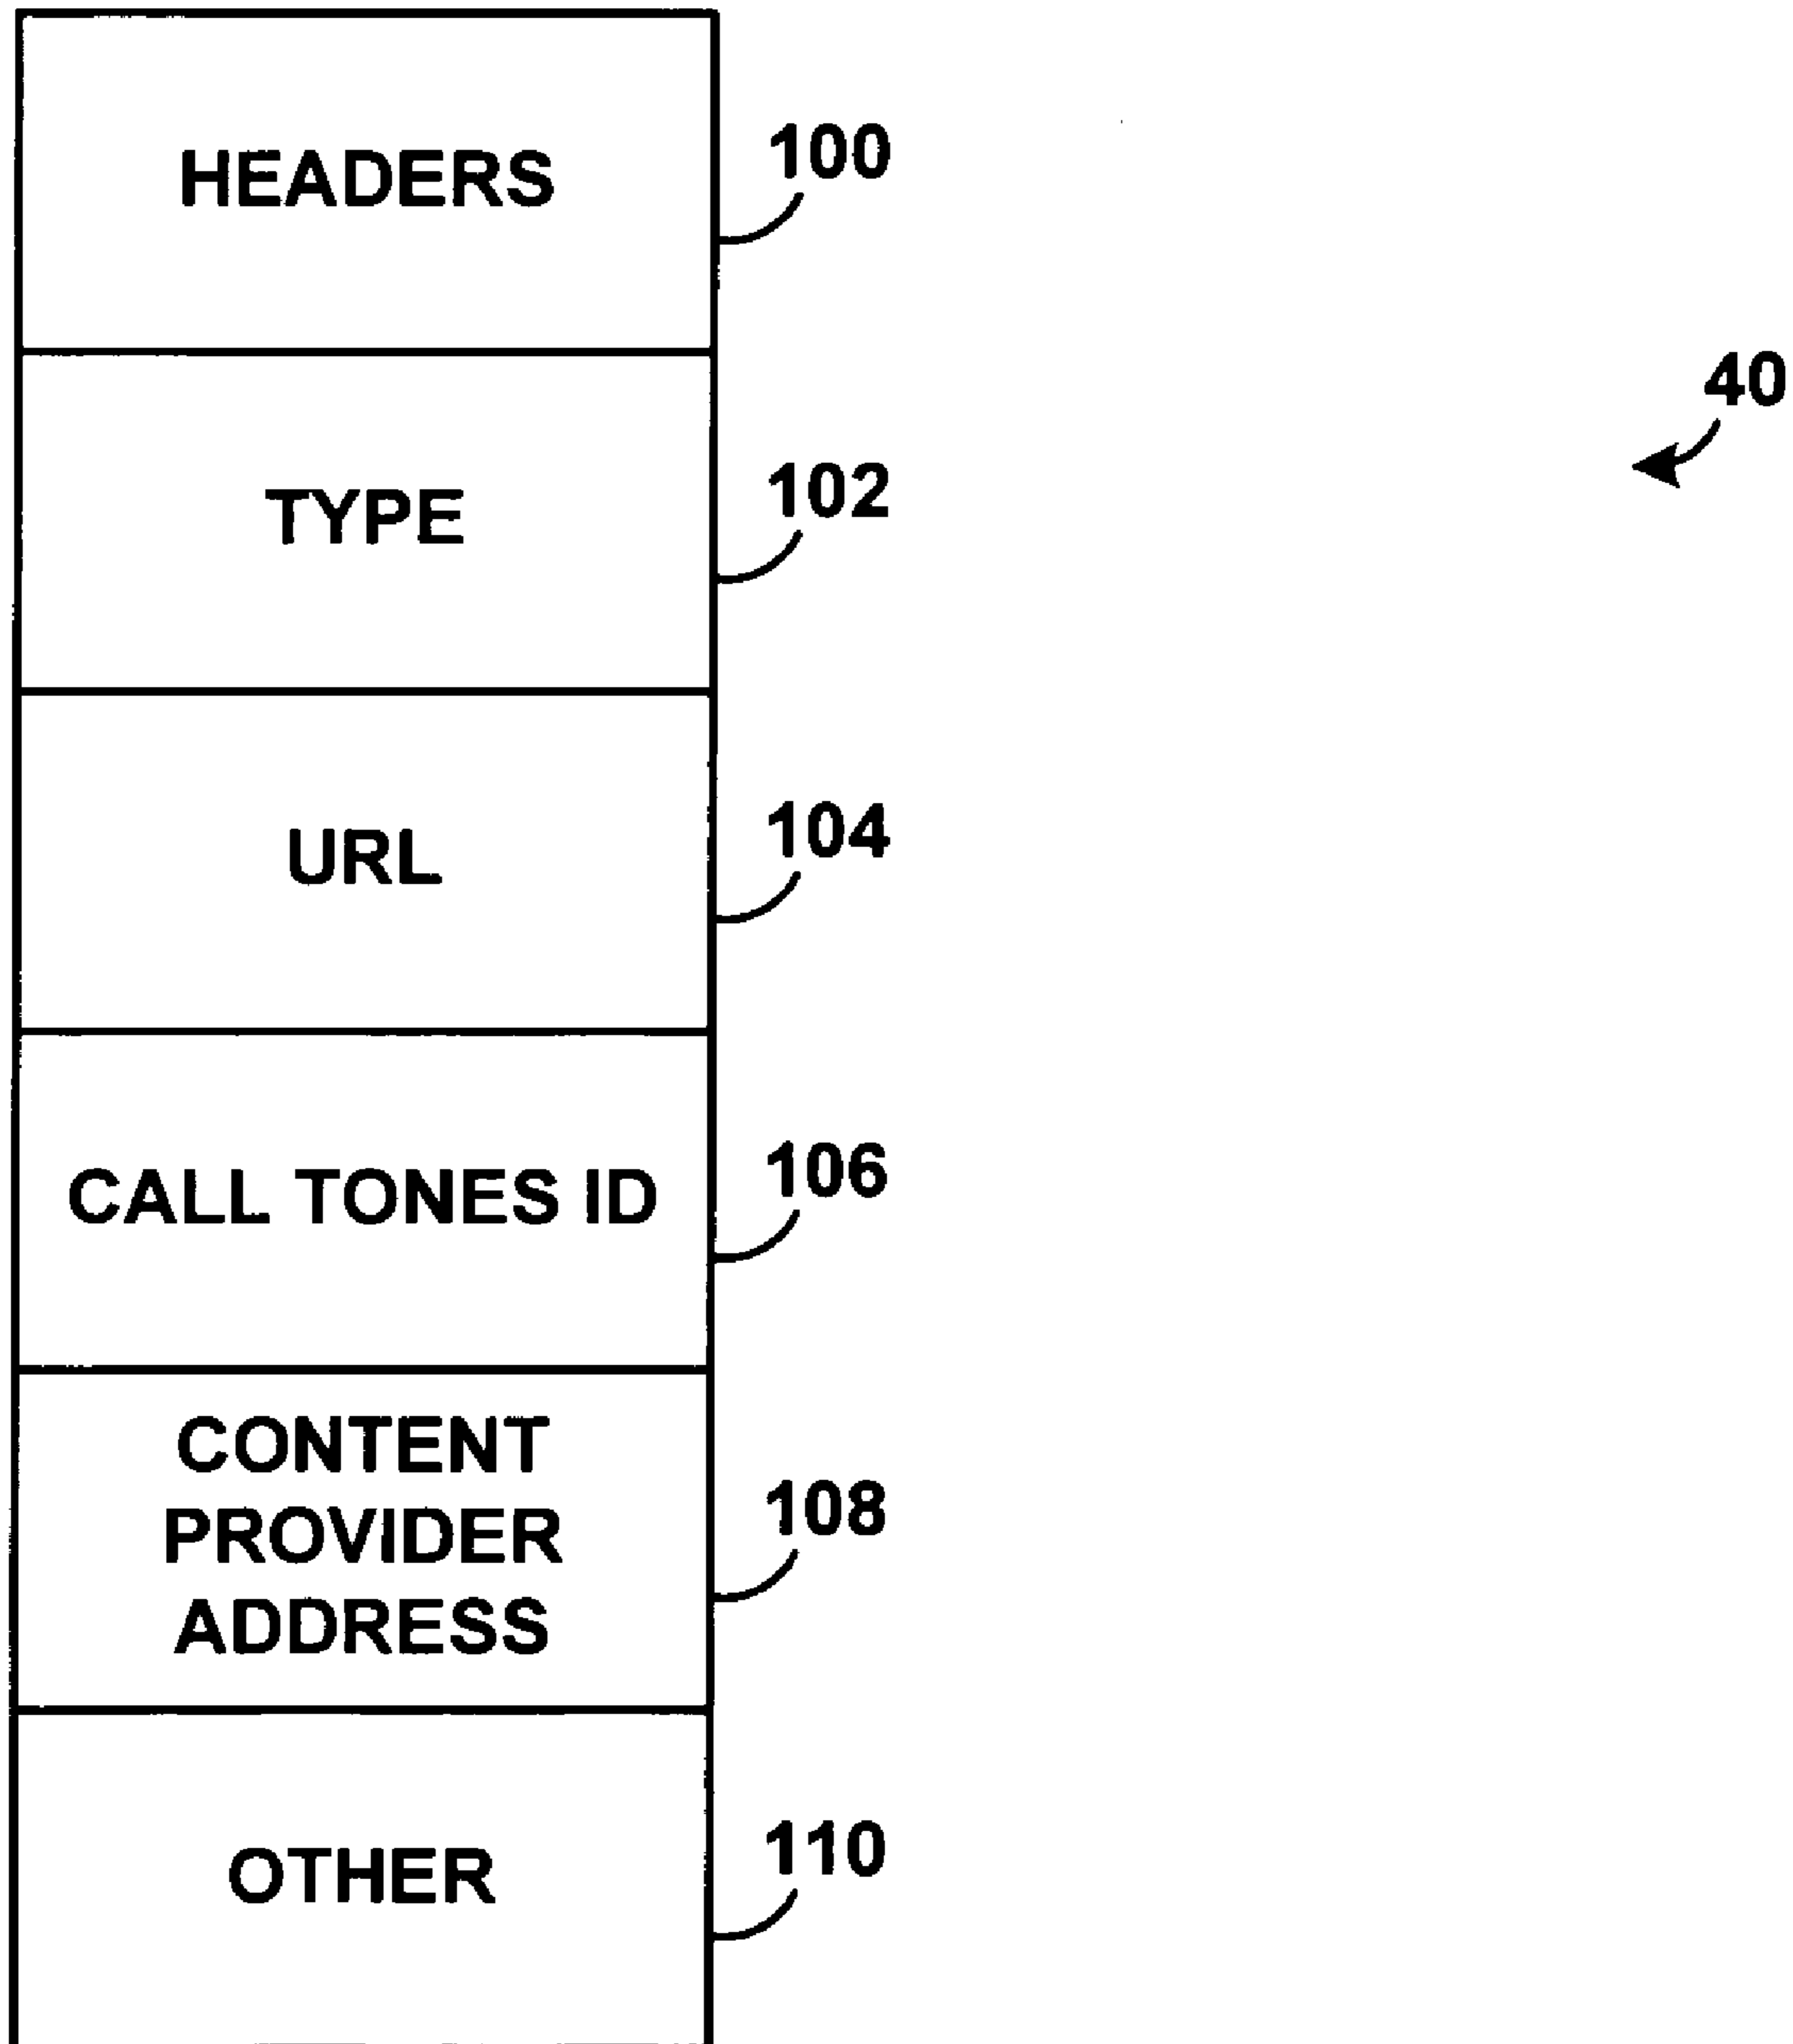 HEADERS
100
40
TYPE
102
URL
104
CALL TONES ID
106
CONTENT
PROVIDER
ADDRESS
108
OTHER
110